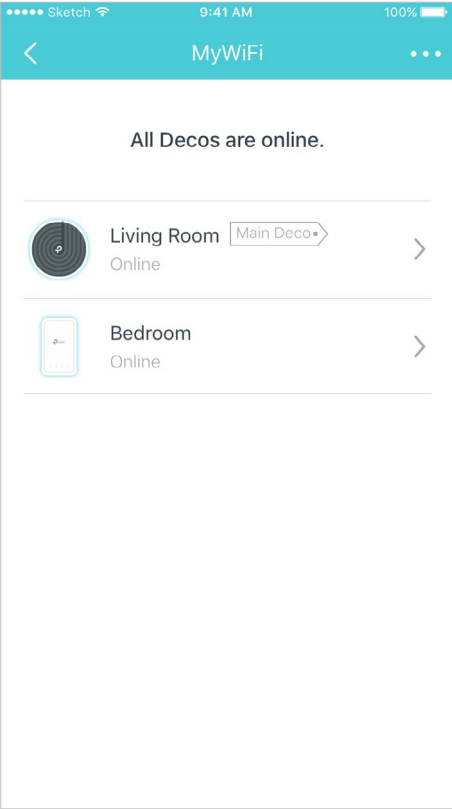 Sketch 9:41 AM 100%
MyWiFi
All Decos are online.
Living Room Main Deco
Online
Bedroom
Online